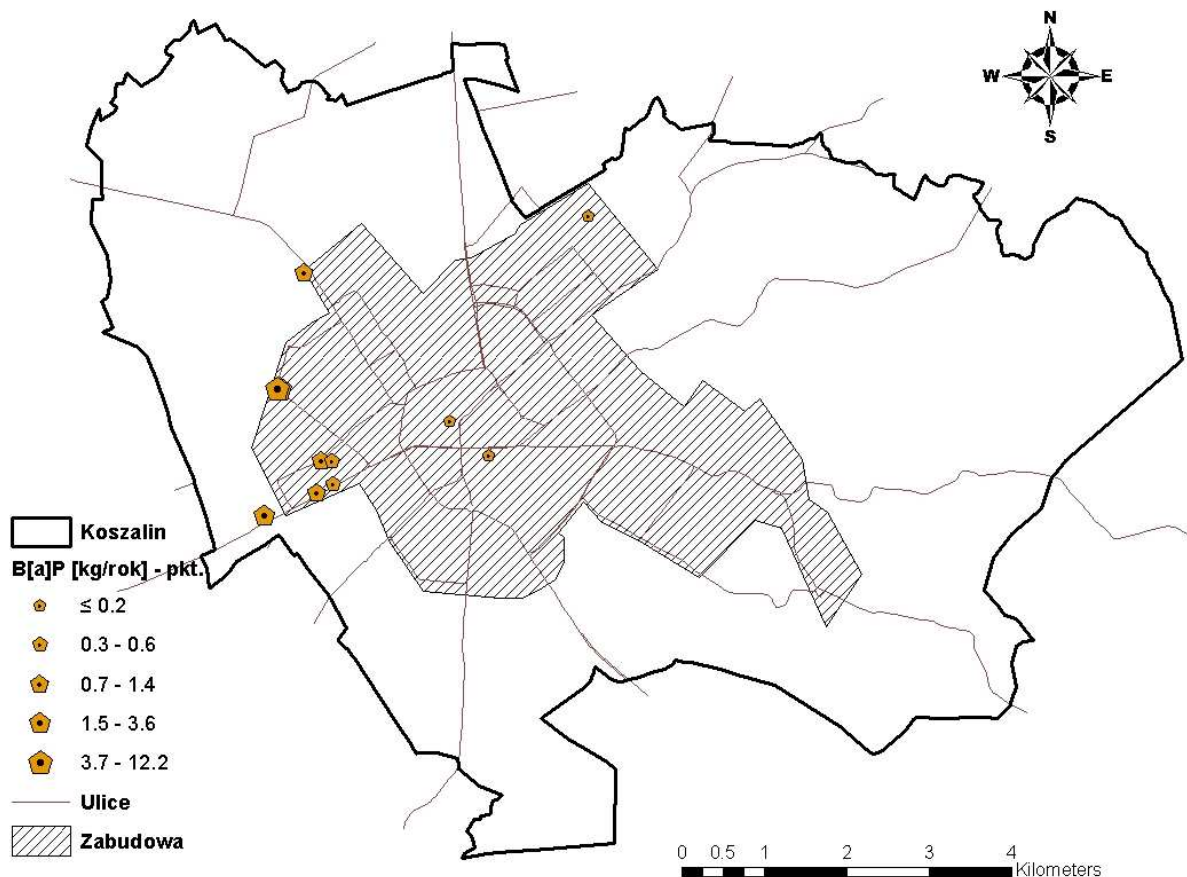 N
W E
S
Koszalin
B[a]P [kg/rok] - pkt.
≤ 0.2
0.3 - 0.6
0.7 - 1.4
1.5 - 3.6
3.7 - 12.2
Ulice
Zabudowa
0 0.5 1 2 3 4
Kilometers